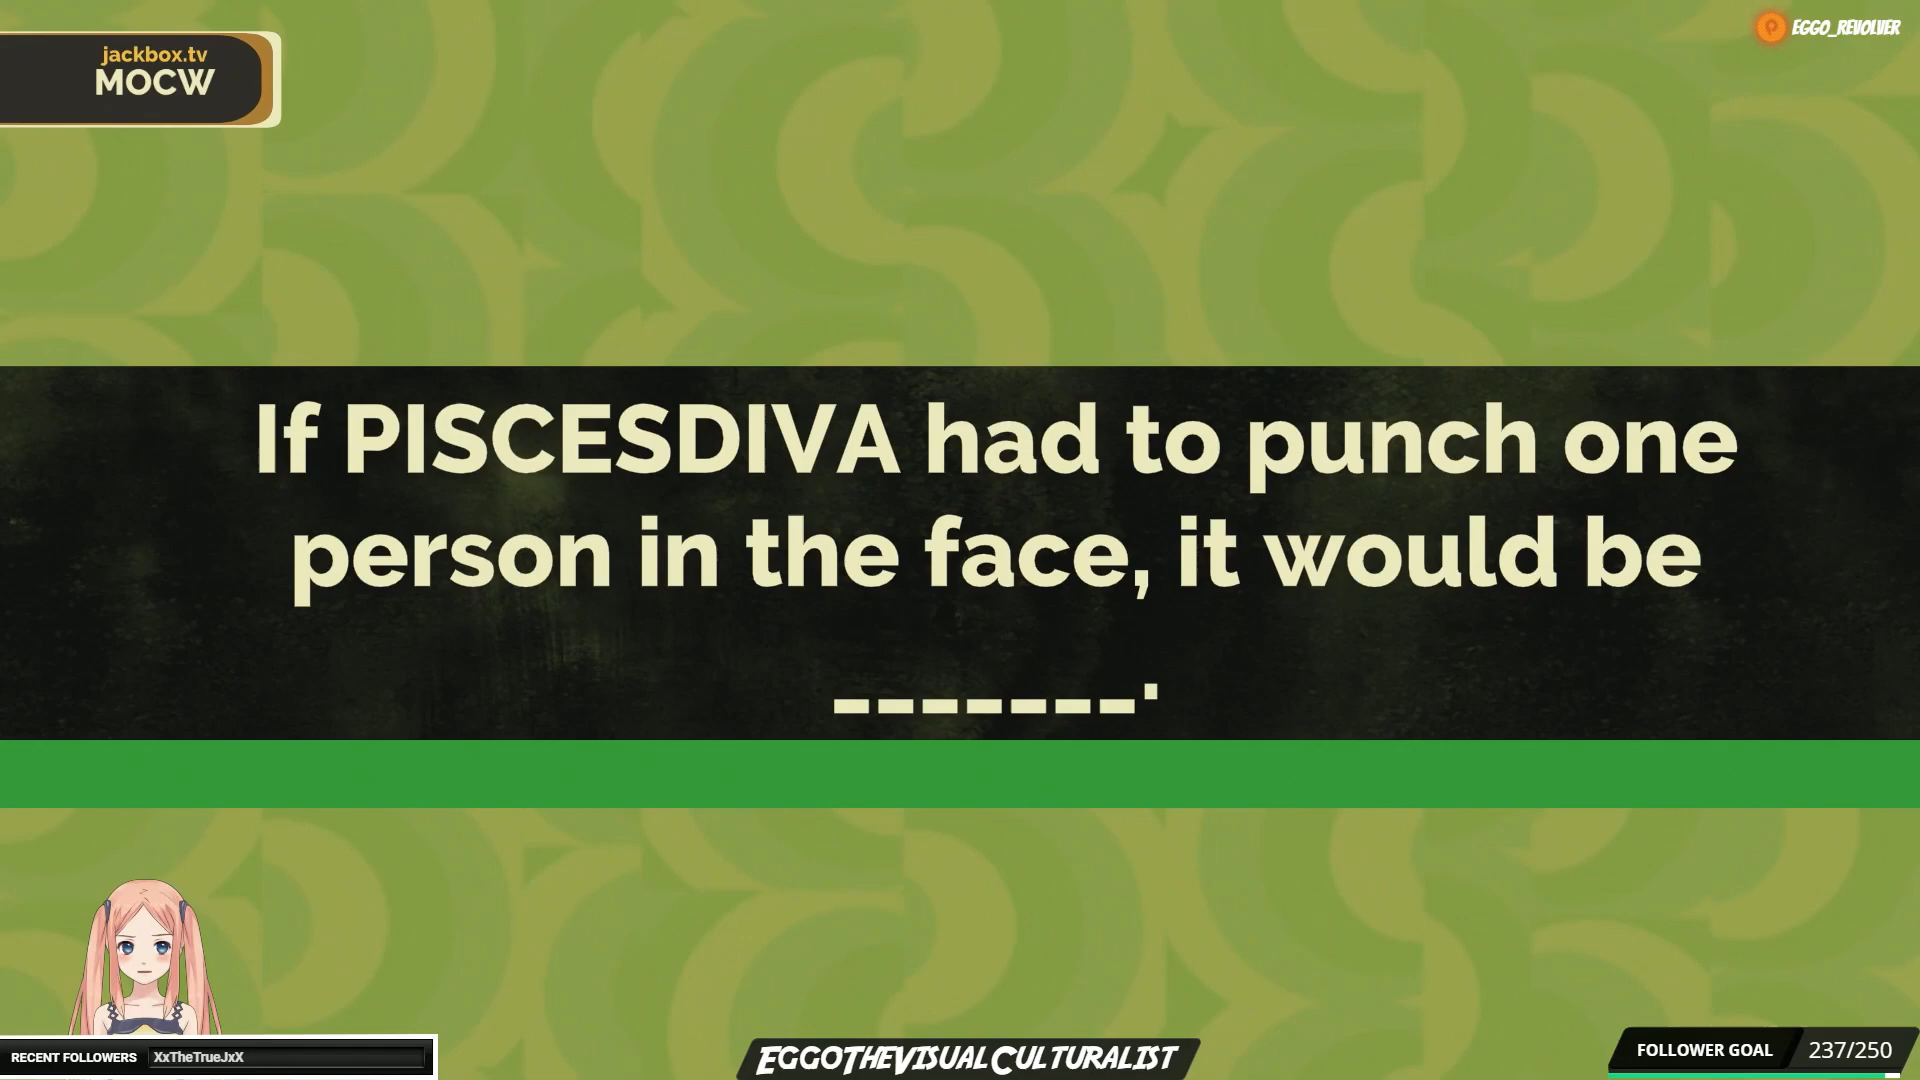 jackbox.tv
MOCW
EGGO_REVOLVER
If PISCESDIVA had to punch one
person in the face, it would be
_______.
RECENT FOLLOWERS XxTheTrueJxX
EGGOTHEVISUALCULTURALIST
FOLLOWER GOAL 237/250